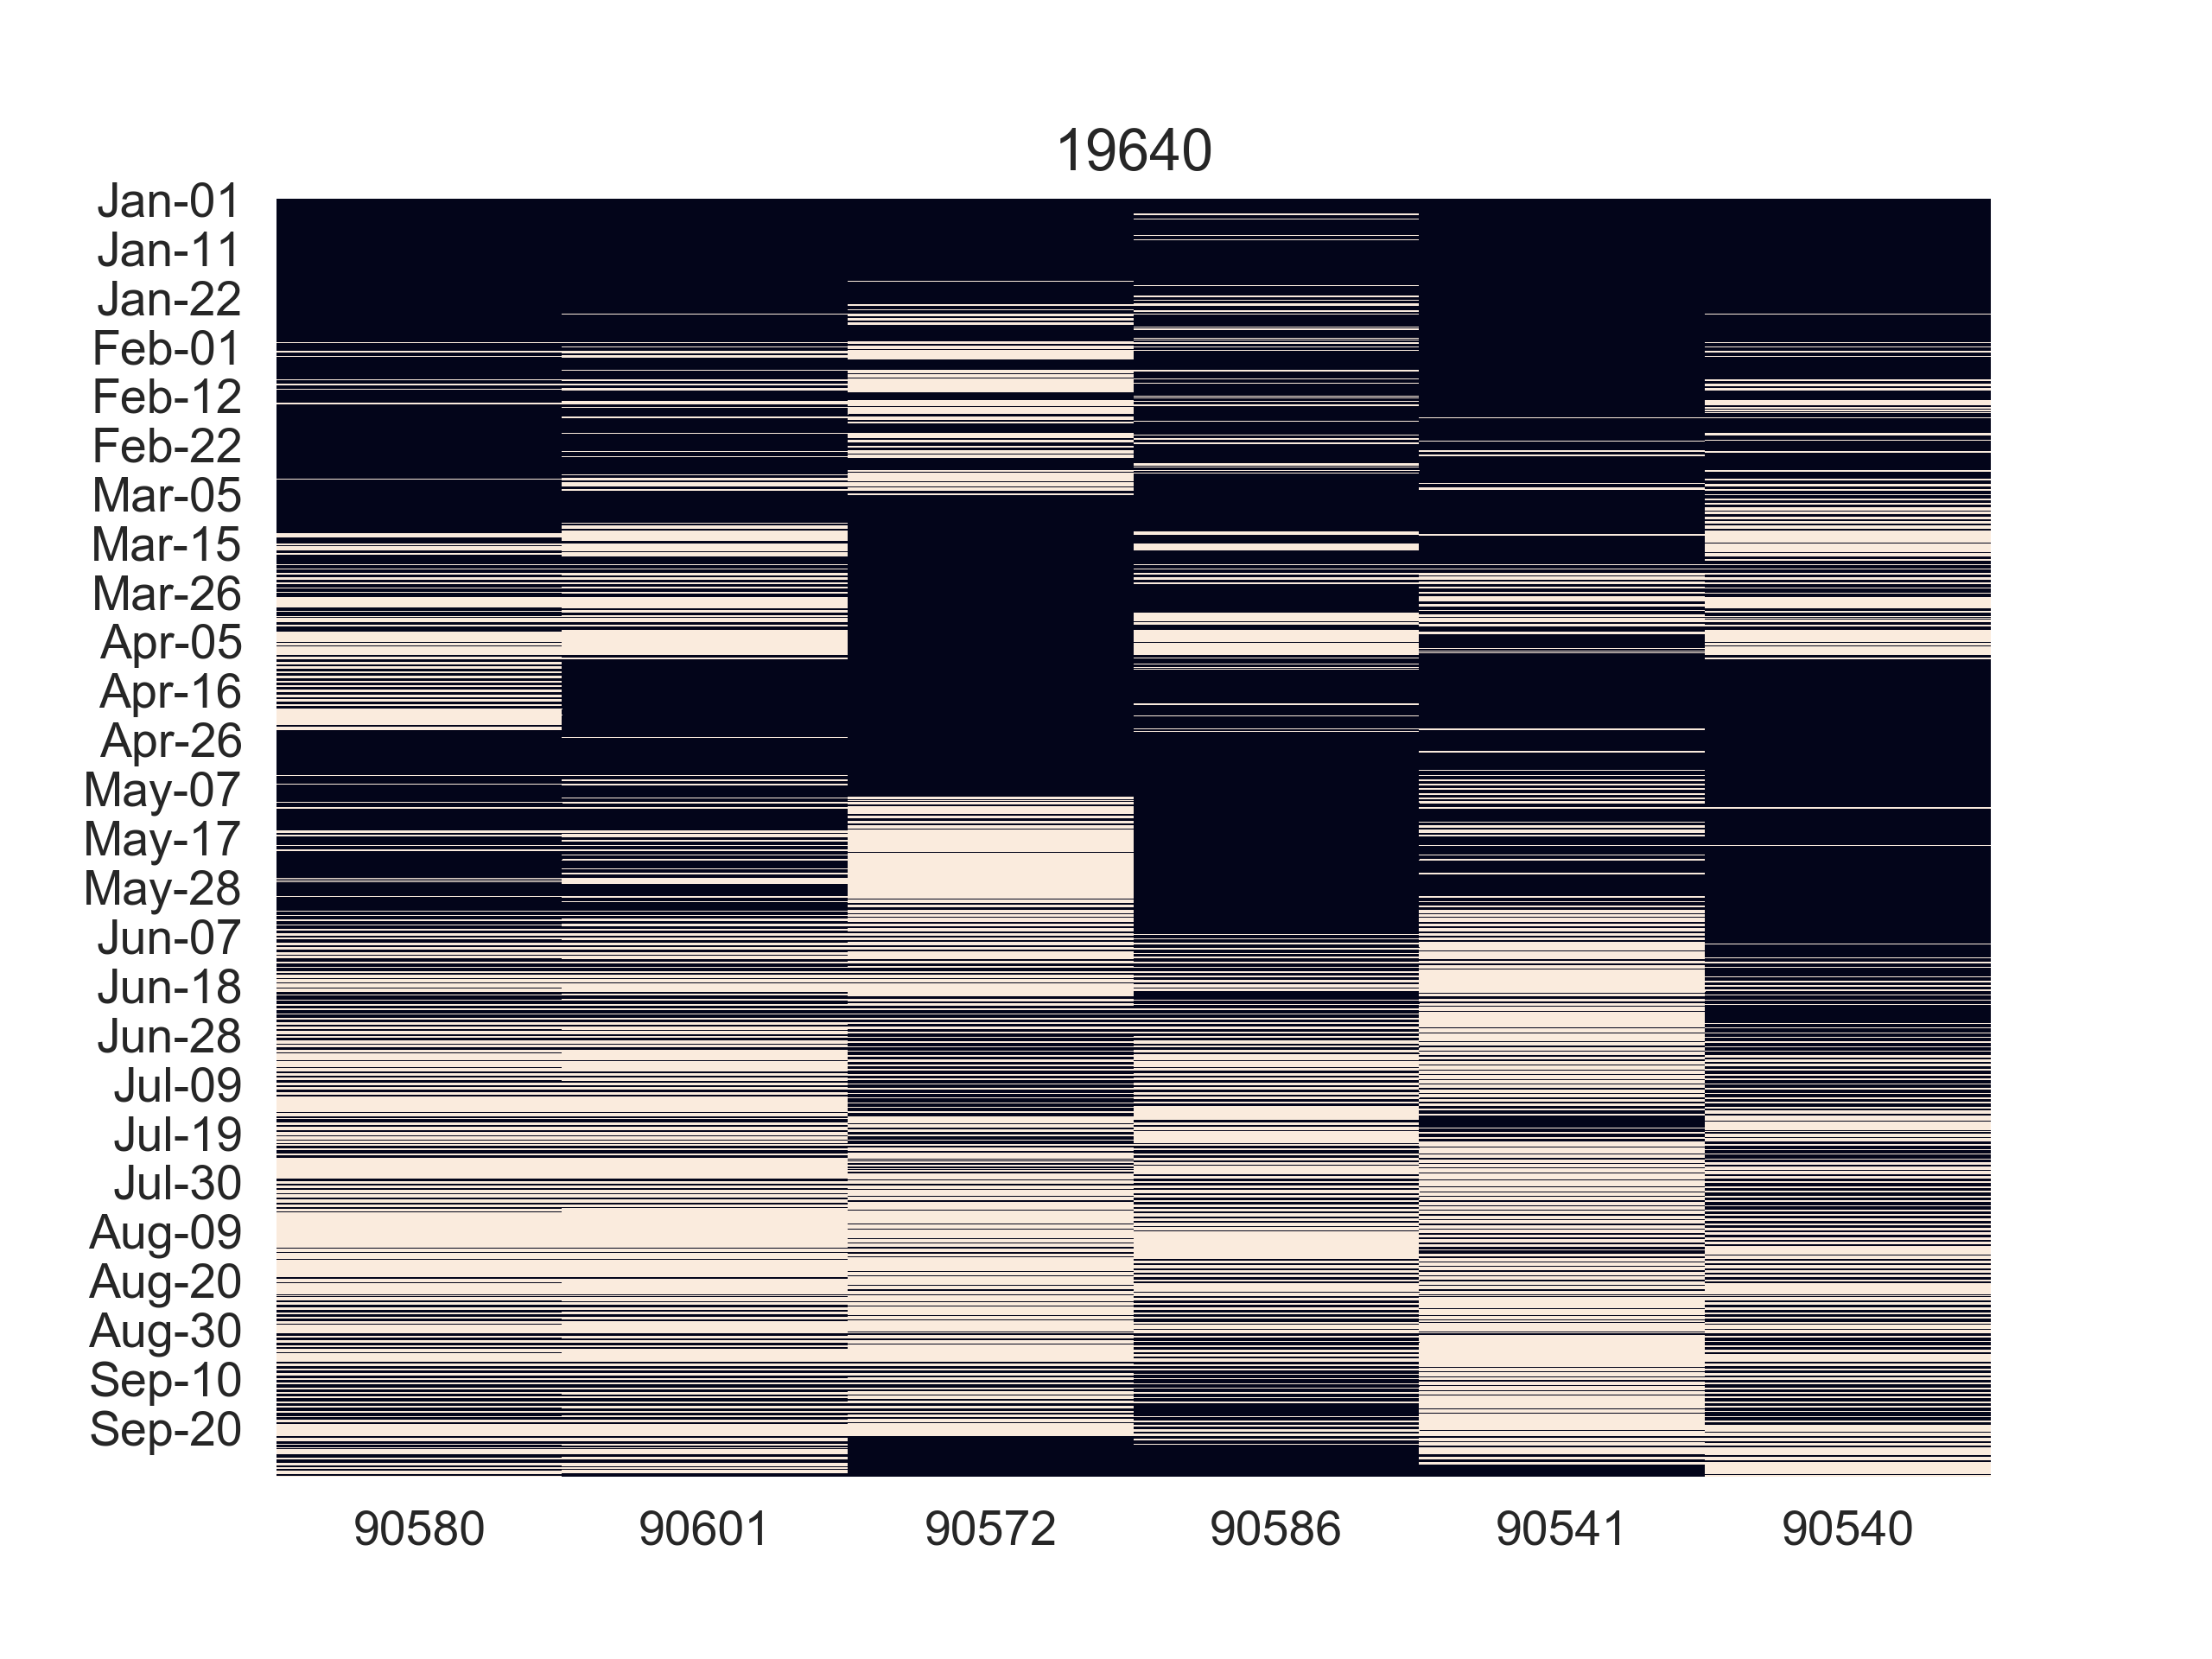 19640
Jan-01
Jan-11
Jan-22
Feb-01
Feb-12
Feb-22
Mar-05
Mar-15
Mar-26
Apr-05
Apr-16
Apr-26
May-07
May-17
May-28
Jun-07
Jun-18
Jun-28
Jul-09
Jul-19
Jul-30
Aug-09
Aug-20
Aug-30
Sep-10
Sep-20
90580 90601 90572 90586 90541 90540